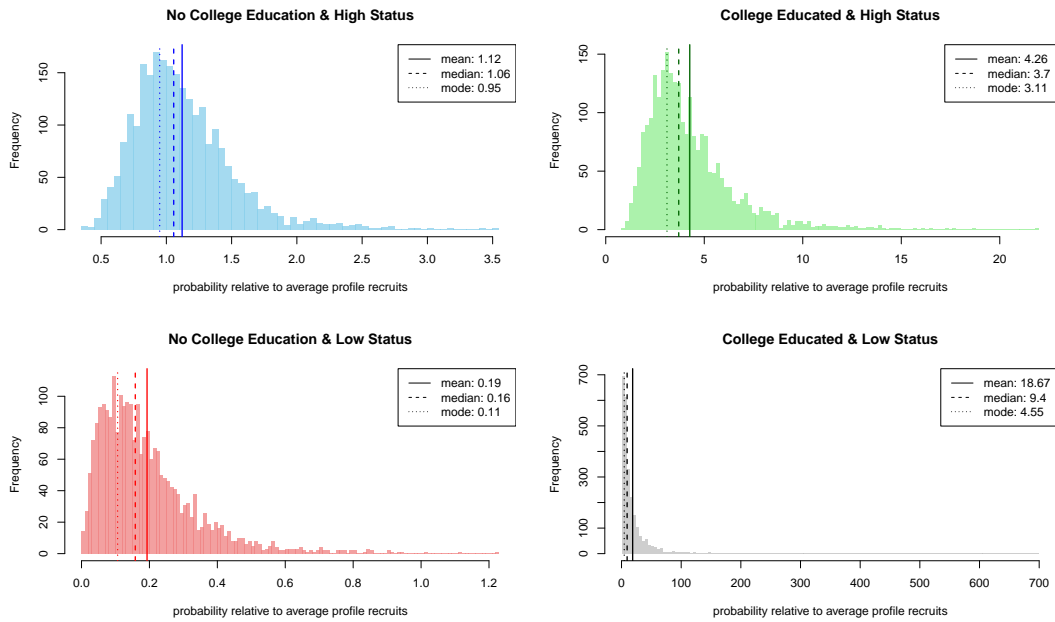 No College Education & High Status
mean: 1.12
median: 1.06
mode: 0.95
Frequency
0 50 100 150
0.5 1.0 1.5 2.0 2.5 3.0 3.5
probability relative to average profile recruits
College Educated & High Status
mean: 4.26
median: 3.7
mode: 3.11
Frequency
0 50 100 150
0 5 10 15 20
probability relative to average profile recruits
No College Education & Low Status
mean: 0.19
median: 0.16
mode: 0.11
Frequency
0 20 40 60 80 100
0.0 0.2 0.4 0.6 0.8 1.0 1.2
probability relative to average profile recruits
College Educated & Low Status
mean: 18.67
median: 9.4
mode: 4.55
Frequency
0 100 300 500 700
0 100 200 300 400 500 600 700
probability relative to average profile recruits